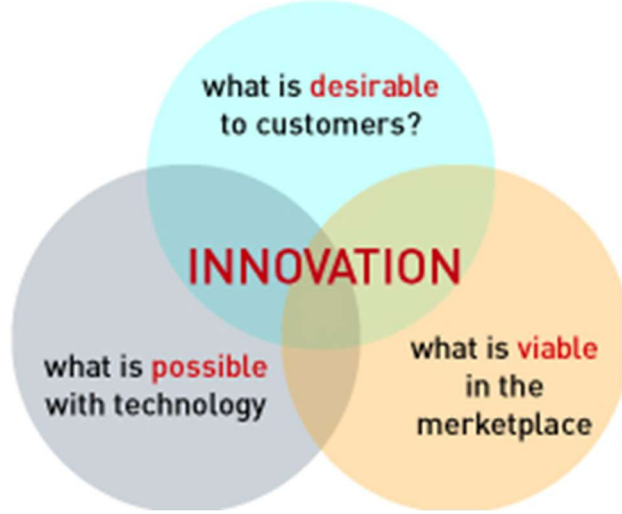 what is desirable
to customers?
INNOVATION
what is possible
with technology
what is viable
in the
merketplace